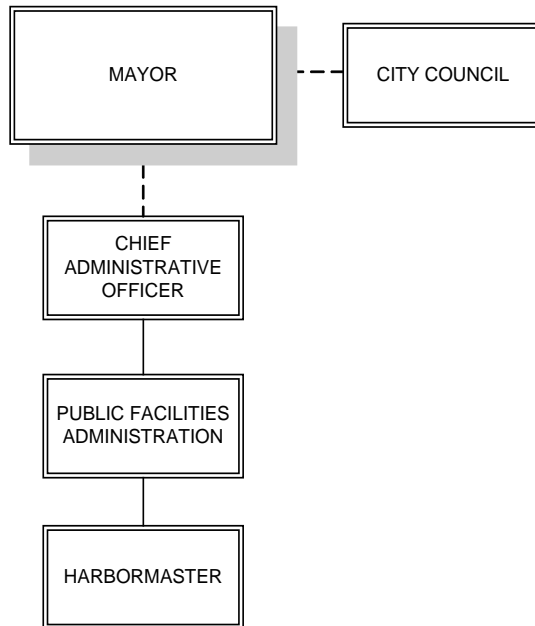 MAYOR
CITY COUNCIL
CHIEF
ADMINISTRATIVE
OFFICER
PUBLIC FACILITIES
ADMINISTRATION
HARBORMASTER